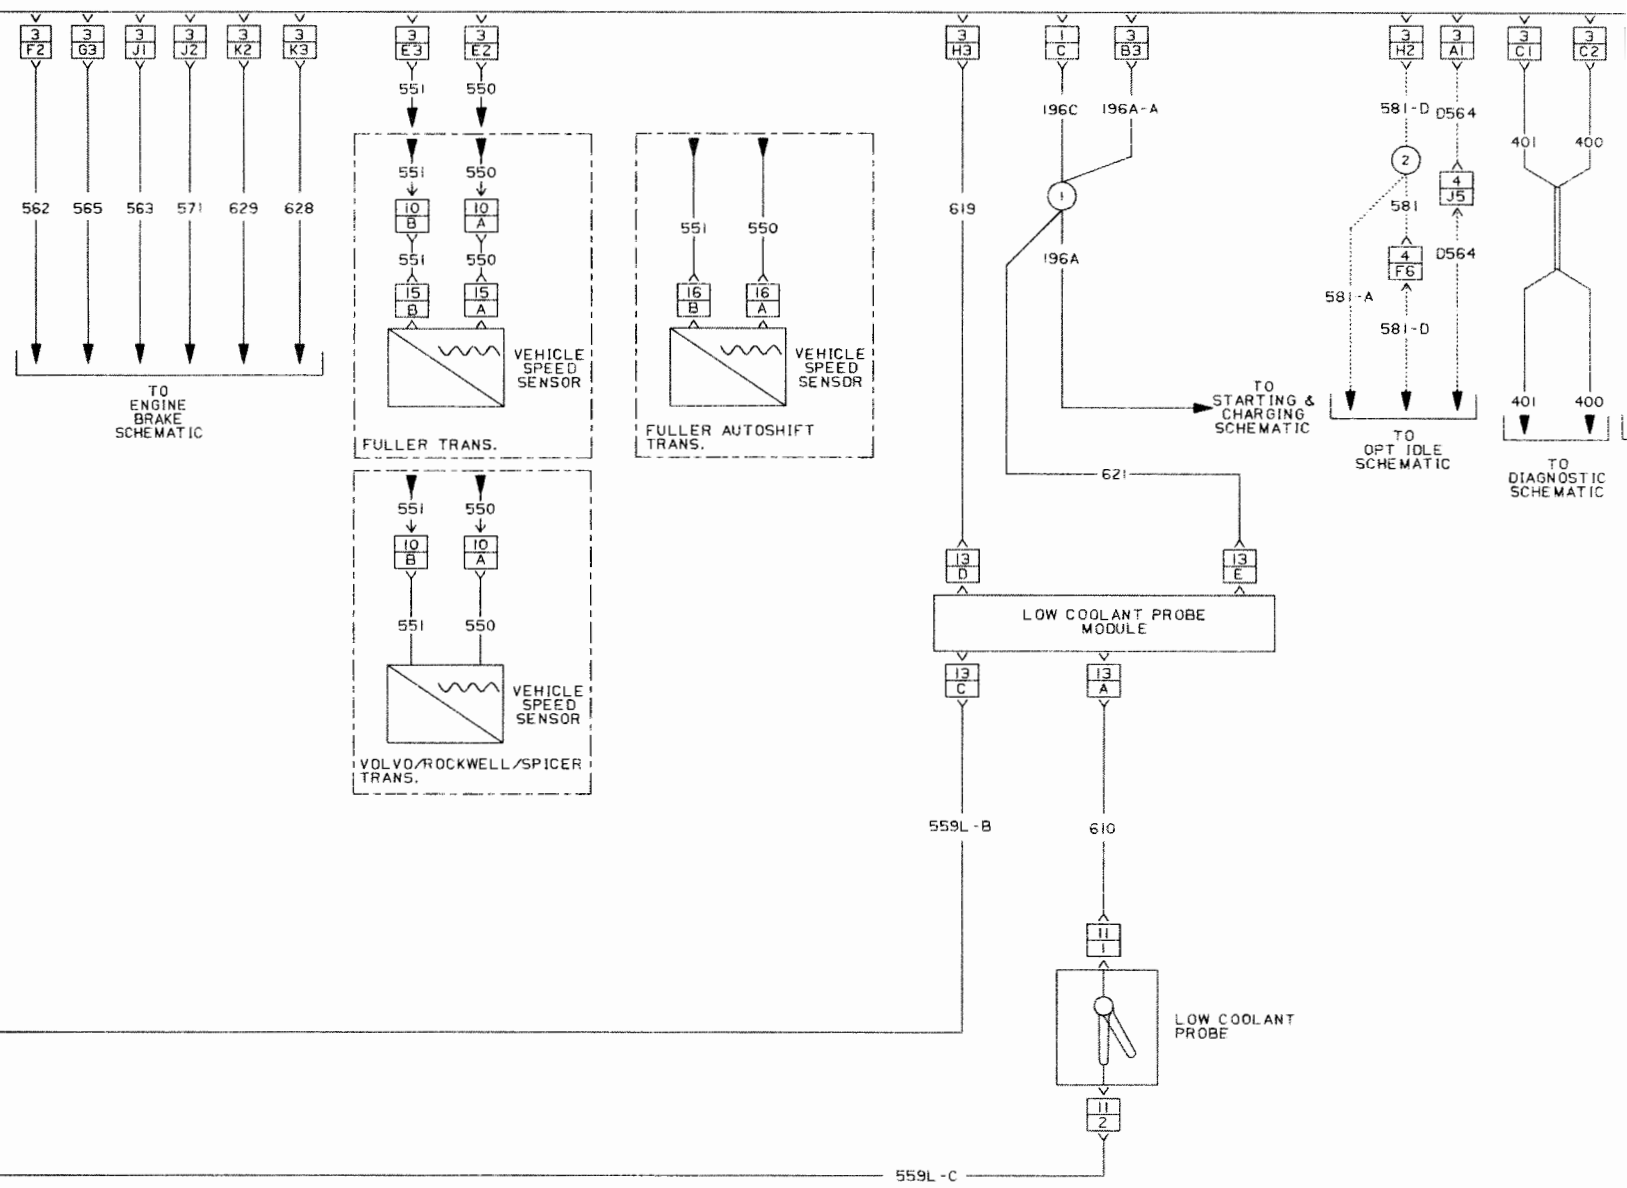 3 3 3 3 3 3 3 3 3 1 3 3 3 3 3
F2 G3 J1 J2 K2 K3 E3 E2 H3 C B3 H2 A1 C1 C2
551 550
196C 196A-A 581-D D564
401 400
2
551 550
4
J5
1
10 10
B A
562 565 563 571 629 628
619
581
551 550
551 550
196A
4
F6
D564
15 15
B A
16 16
B A
581-A
581-D
VEHICLE
SPEED
SENSOR
VEHICLE
SPEED
SENSOR
TO
ENGINE
BRAKE
SCHEMATIC
TO
STARTING &
CHARGING
SCHEMATIC
401 400
FULLER TRANS.
FULLER AUTOSHIFT
TRANS.
TO
OPT IDLE
SCHEMATIC
TO
DIAGNOSTIC
SCHEMATIC
621
551 550
10 10
B A
13 13
D E
LOW COOLANT PROBE
MODULE
551 550
13 13
C A
VEHICLE
SPEED
SENSOR
VOLVO/ROCKWELL/SPICER
TRANS.
559L-B
610
11
1
LOW COOLANT
PROBE
11
2
559L-C